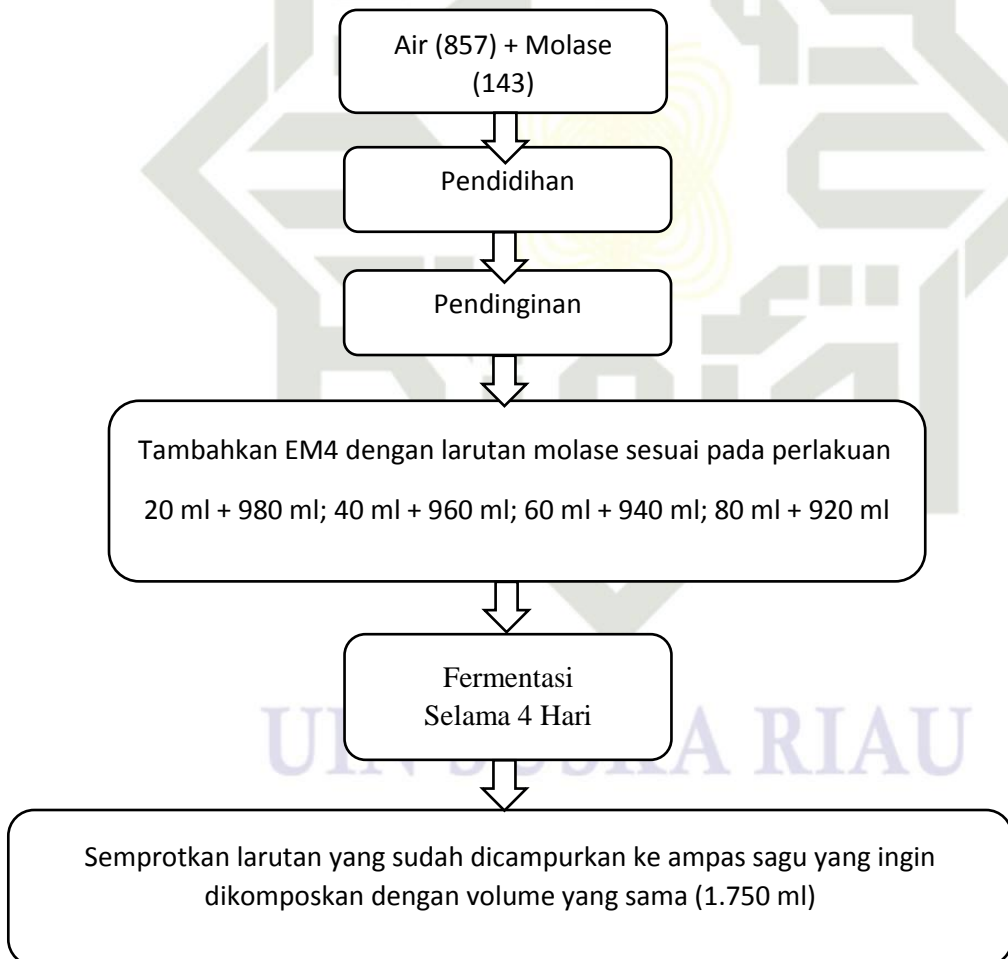 Air (857) + Molase
(143)
Pendidihan
Pendinginan
Tambahkan EM4 dengan larutan molase sesuai pada perlakuan
20 ml + 980 ml; 40 ml + 960 ml; 60 ml + 940 ml; 80 ml + 920 ml
Fermentasi
Selama 4 Hari
UIN SUSKA RIAU
Semprotkan larutan yang sudah dicampurkan ke ampas sagu yang ingin
dikomposkan dengan volume yang sama (1.750 ml)